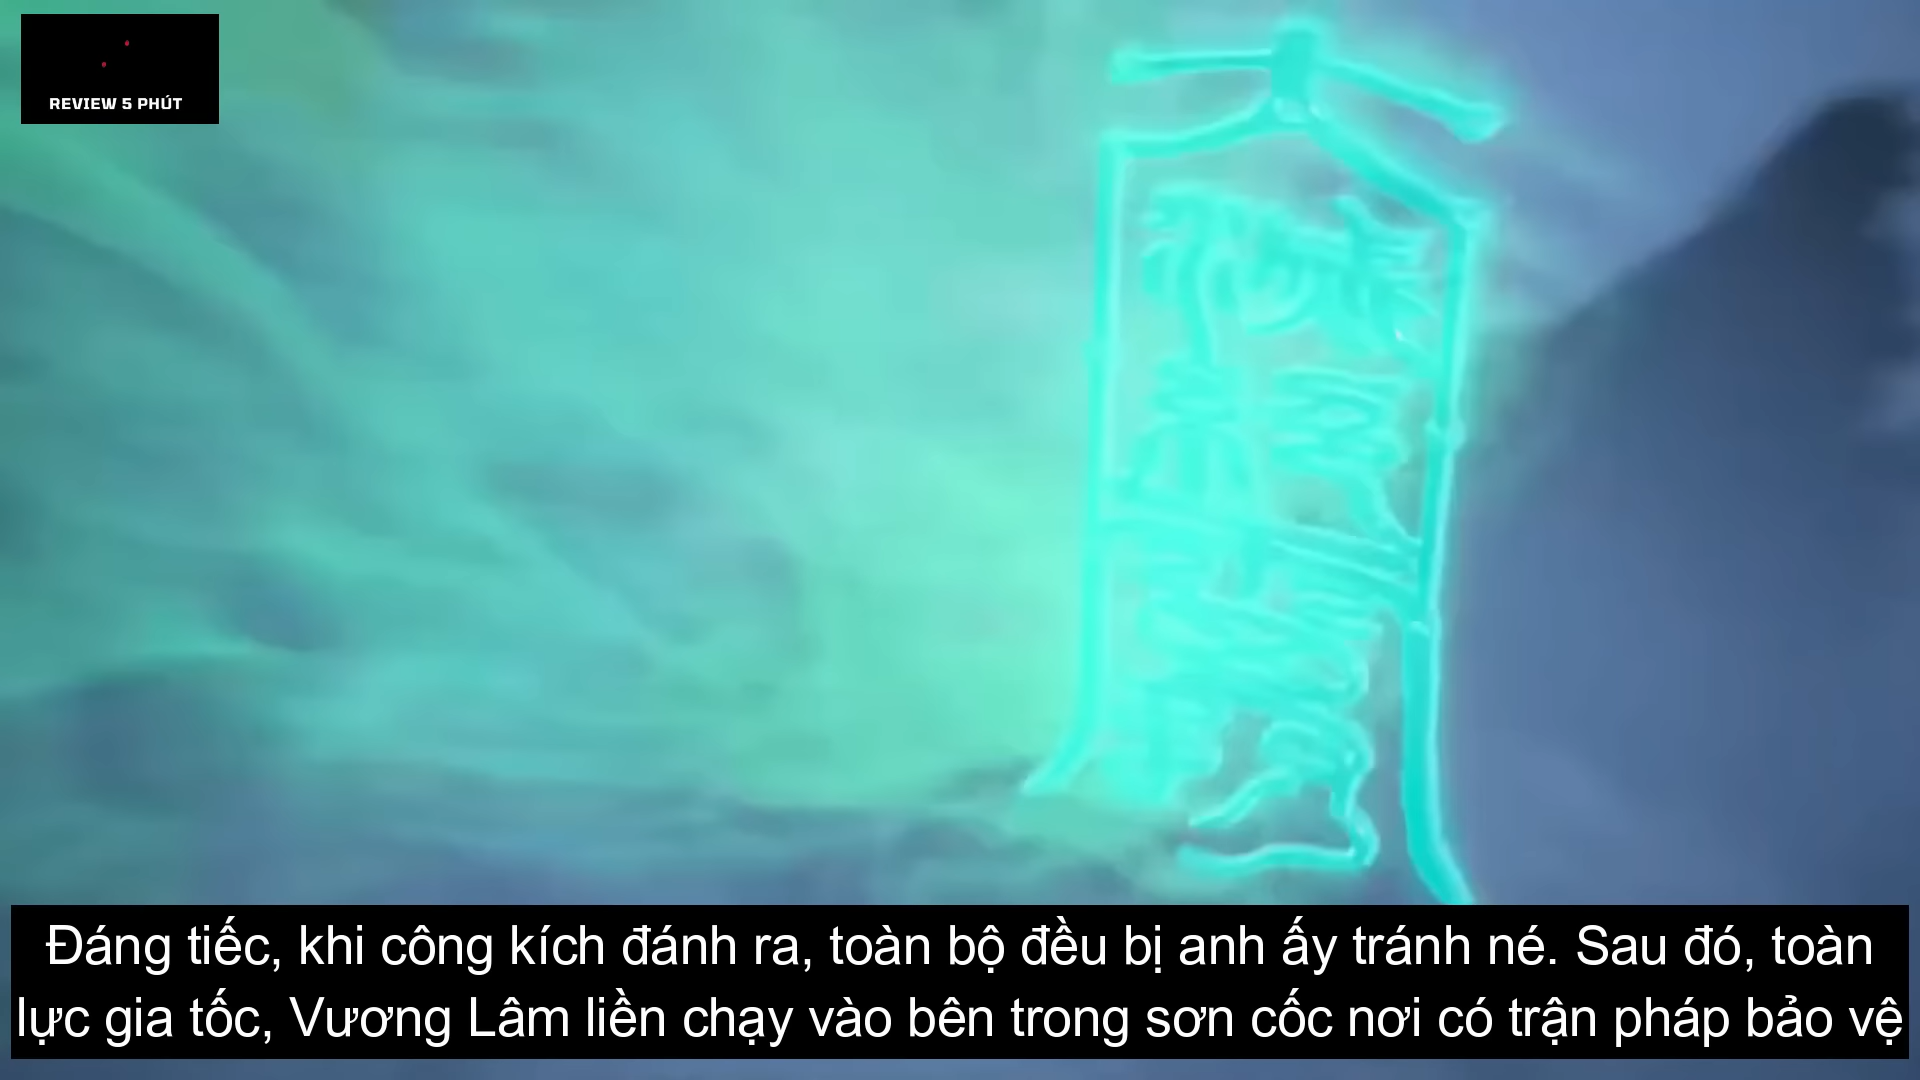 REVIEW 5 PHÚT
Đáng tiếc, khi công kích đánh ra, toàn bộ đều bị anh ấy tránh né. Sau đó, toàn
lực gia tốc, Vương Lâm liền chạy vào bên trong sơn cốc nơi có trận pháp bảo vệ